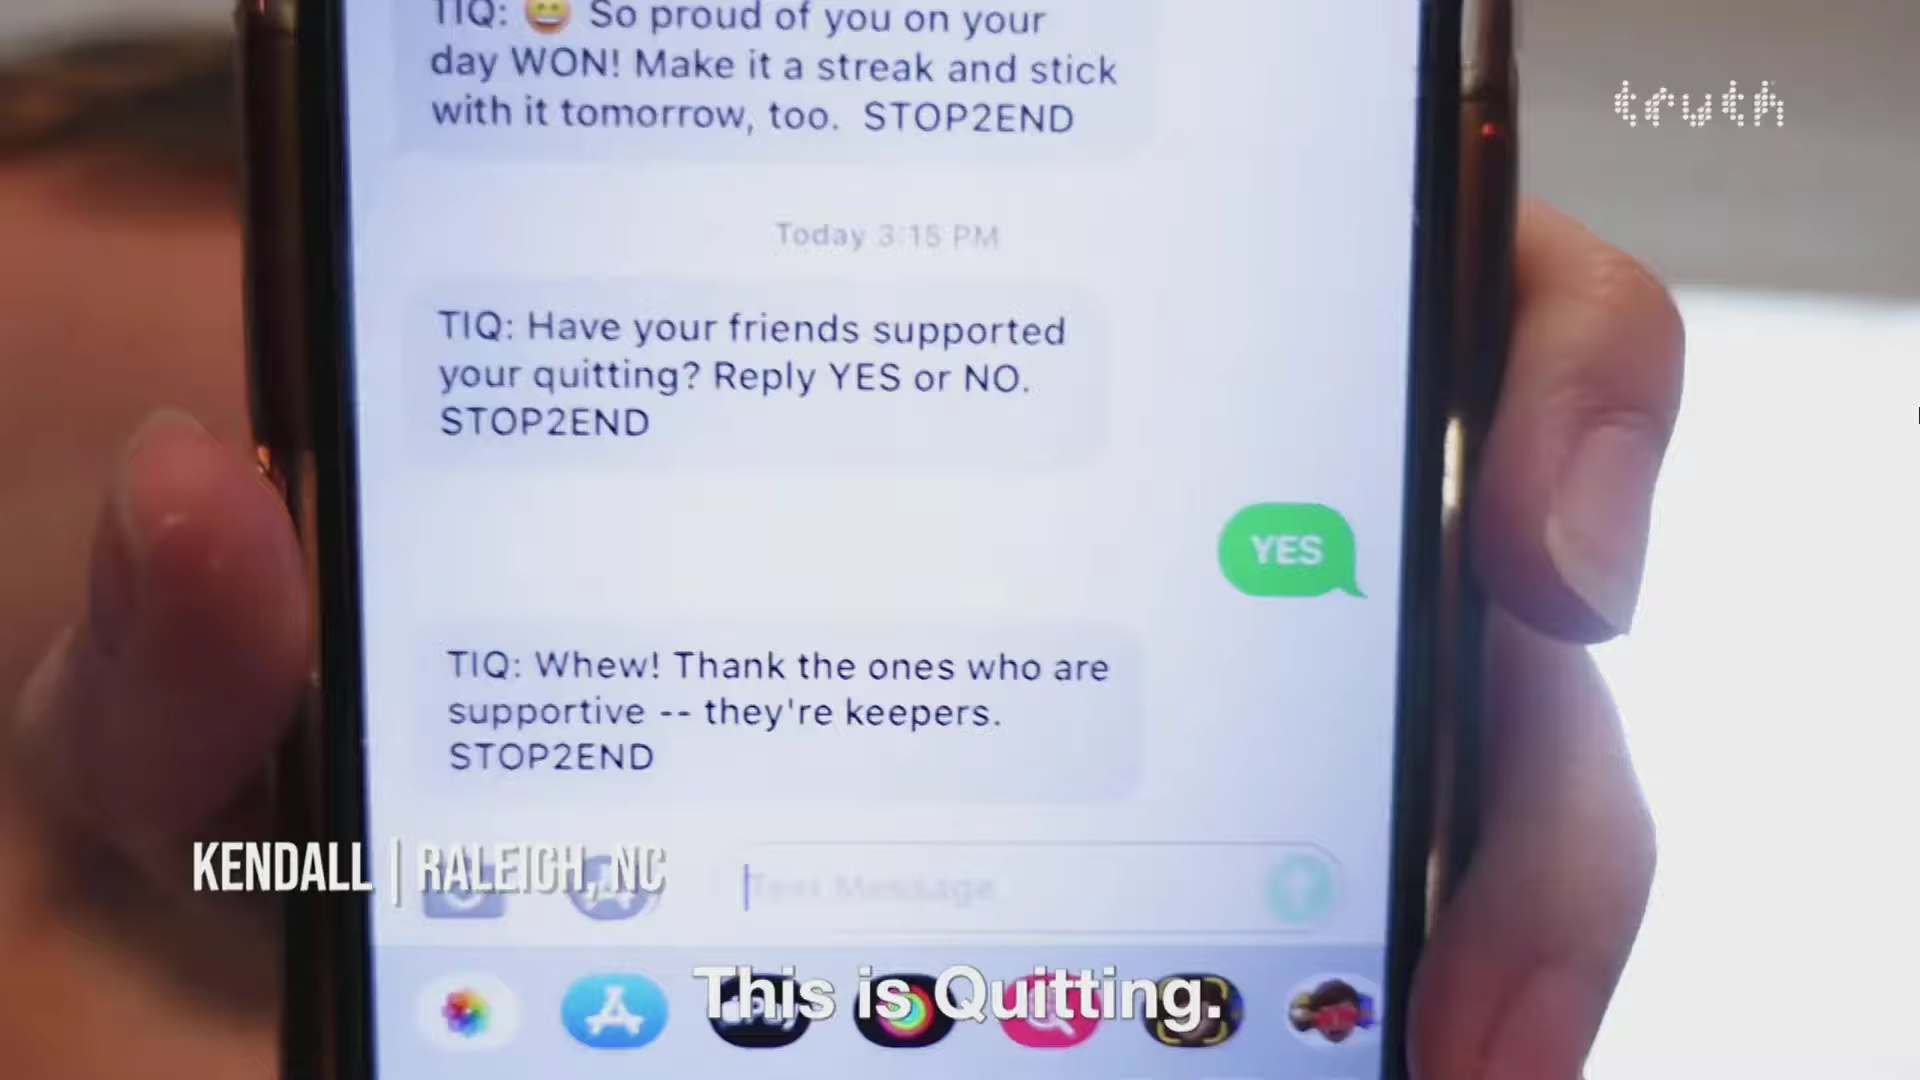 TIQ: 😀 So proud of you on your
day WON! Make it a streak and stick
with it tomorrow, too. STOP2END
truth
Today 3:15 PM
TIQ: Have your friends supported
your quitting? Reply YES or NO.
STOP2END
YES
TIQ: Whew! Thank the ones who are
supportive -- they're keepers.
STOP2END
KENDALL | RALEIGH, NC
Text Message
This is Quitting.